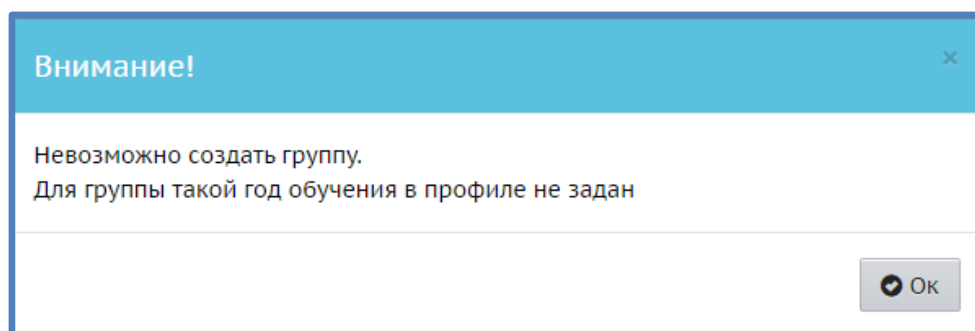 Внимание!
Невозможно создать группу.
Для группы такой год обучения в профиле не задан
Ок